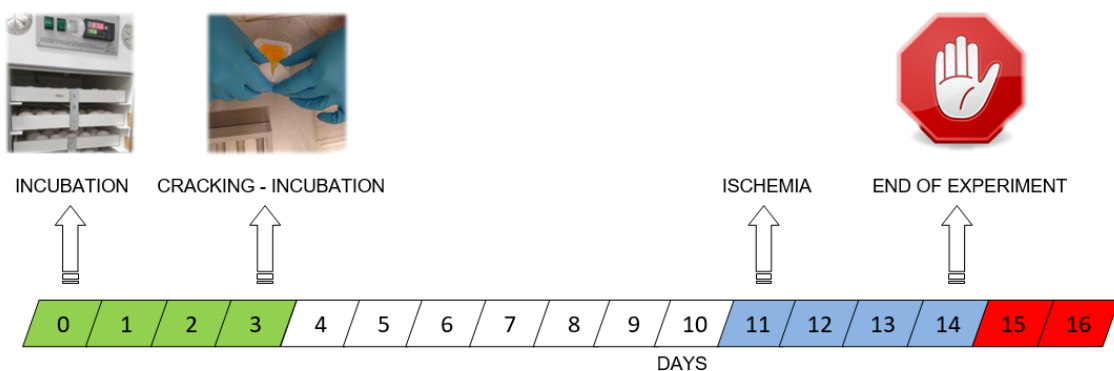 INCUBATION
CRACKING - INCUBATION
ISCHEMIA
END OF EXPERIMENT
0 1 2 3 4 5 6 7 8 9 10 11 12 13 14 15 16
DAYS